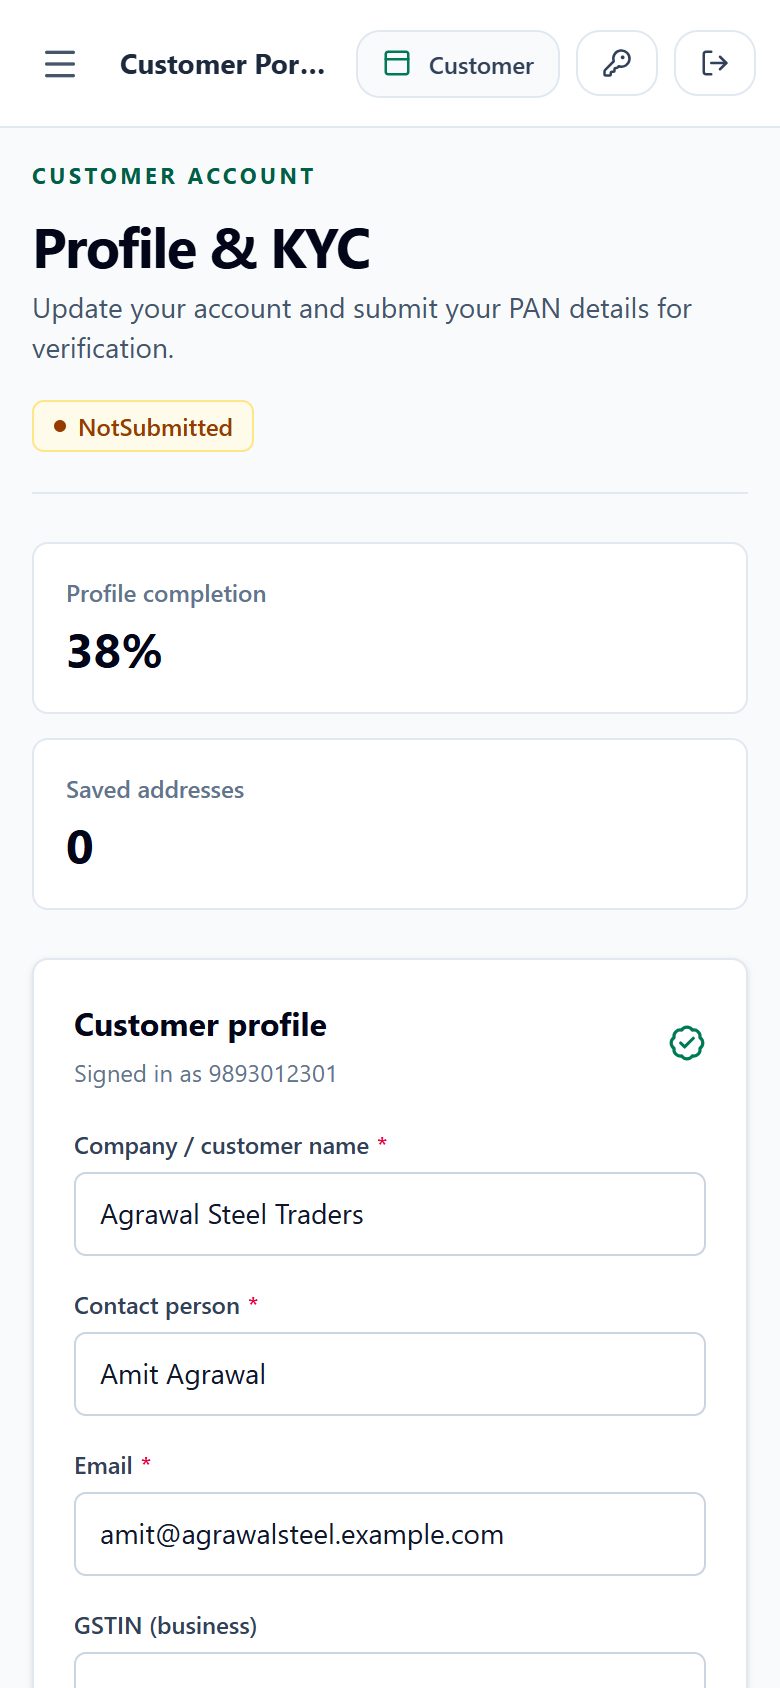 Customer Por...
Customer
CUSTOMER ACCOUNT
Profile & KYC
Update your account and submit your PAN details for
verification.
NotSubmitted
Profile completion
38%
Saved addresses
0
Customer profile
Signed in as 9893012301
Company / customer name *
Agrawal Steel Traders
Contact person *
Amit Agrawal
Email *
amit@agrawalsteel.example.com
GSTIN (business)